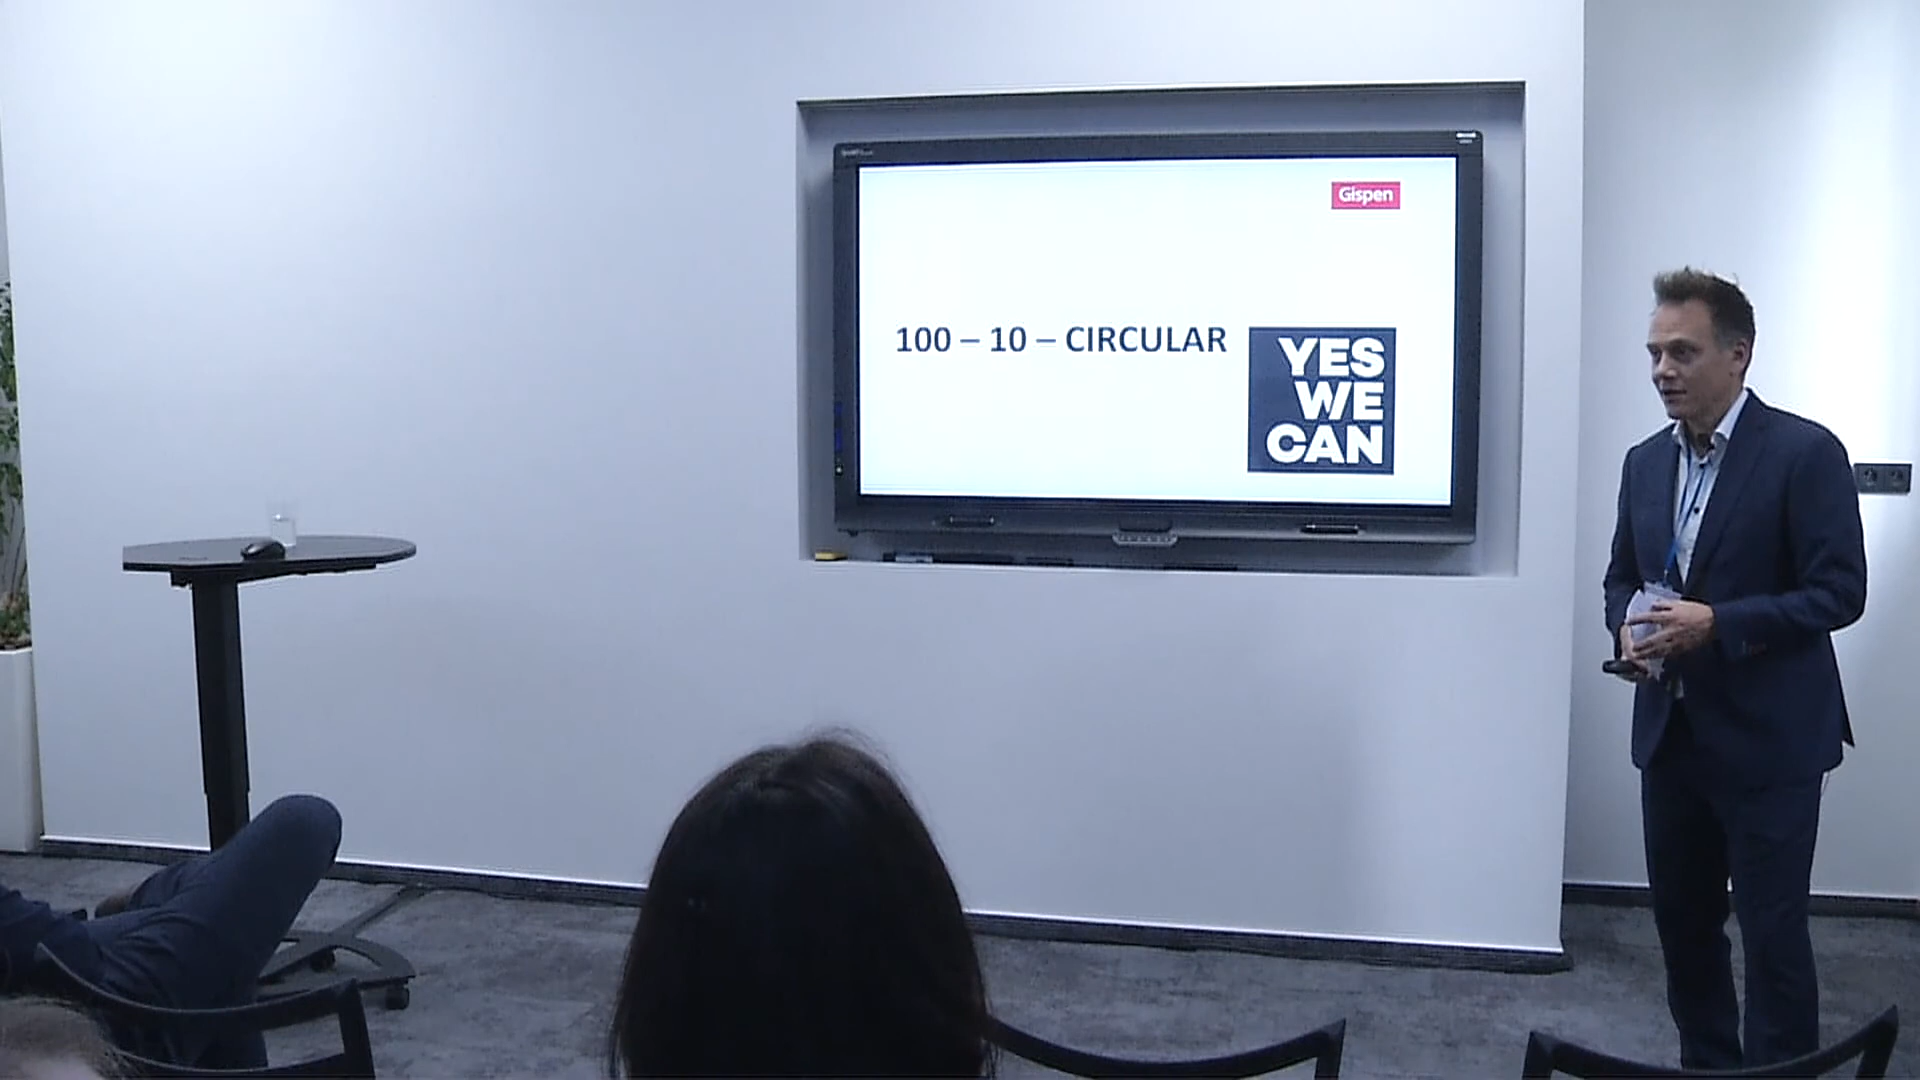 Gispen
100 – 10 – CIRCULAR
YES
WE
CAN